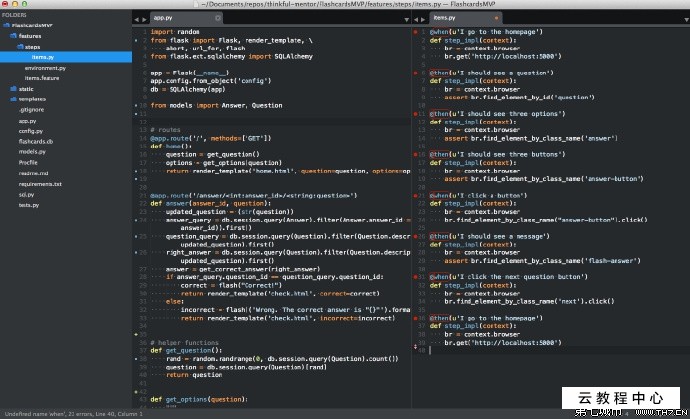 ~/Documents/repos/thinkful-mentor/FlashcardsMVP/features/steps/items.py — FlashcardsMVP
FOLDERS
FlashcardsMVP
features
steps
items.py
environment.py
items.feature
static
templates
.gitignore
app.py
config.py
flashcards.db
models.py
Procfile
readme.md
requirements.txt
sql.py
tests.py
app.py
1 import random
2 from flask import Flask, render_template, \
3 abort, url_for, flash
4 from flask.ext.sqlalchemy import SQLAlchemy
5
6 app = Flask(__name__)
7 app.config.from_object('config')
8 db = SQLAlchemy(app)
9
10 from models import Answer, Question
11
12
13 # routes
14 @app.route('/', methods=['GET'])
15 def home():
16 question = get_question()
17 options = get_options(question)
18 return render_template('home.html', question=question, options=op
19
20
21 @app.route('/answer/<int:answer_id>/<string:question>')
22 def answer(answer_id, question):
23 updated_question = (str(question))
24 answer_query = db.session.query(Answer).filter(Answer.answer_id =
answer_id)).first()
25 question_query = db.session.query(Question).filter(Question.descr
updated_question).first()
26 right_answer = db.session.query(Question).filter(Question.descrip
updated_question).first()
27 answer = get_correct_answer(right_answer)
28 if answer_query.question_id == question_query.question_id:
29 correct = flash("Correct!")
30 return render_template('check.html', correct=correct)
31 else:
32 incorrect = flash(('Wrong. The correct answer is "{}"').forma
33 return render_template('check.html', incorrect=incorrect)
34
35
36 # helper functions
37 def get_question():
38 rand = random.randrange(0, db.session.query(Question).count())
39 question = db.session.query(Question)[rand]
40 return question
41
42
43 def get_options(question):
items.py
1 @when(u'I go to the homepage')
2 def step_impl(context):
3 br = context.browser
4 br.get('http://localhost:5000')
5
6 @then(u'I should see a question')
7 def step_impl(context):
8 br = context.browser
9 assert br.find_element_by_id('question')
10
11 @then(u'I should see three options')
12 def step_impl(context):
13 br = context.browser
14 assert br.find_element_by_class_name('answer')
15
16 @then(u'I should see three buttons')
17 def step_impl(context):
18 br = context.browser
19 assert br.find_element_by_class_name('answer-button')
20
21 @when(u'I click a button')
22 def step_impl(context):
23 br = context.browser
24 br.find_element_by_class_name("answer-button").click()
25
26 @then(u'I should see a message')
27 def step_impl(context):
28 br = context.browser
29 assert br.find_element_by_class_name('flash-answer')
30
31 @when(u'I click the next question button')
32 def step_impl(context):
33 br = context.browser
34 br.find_element_by_class_name('next').click()
35
36 @then(u'I go to the homepage')
37 def step_impl(context):
38 br = context.browser
39 br.get('http://localhost:5000')
Undefined name 'when', 21 errors, Line 40, Column 1
云教程中心
第七城市 www.TH7.CN